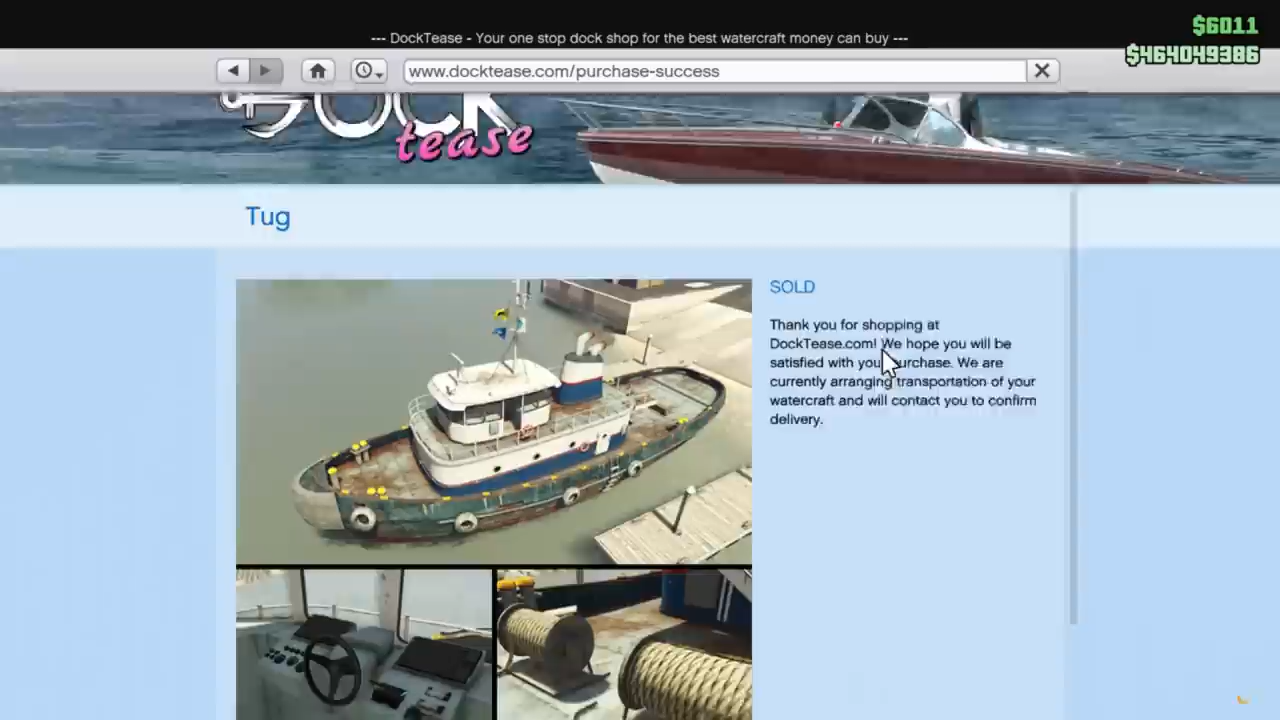 $6011
--- DockTease - Your one stop dock shop for the best watercraft money can buy ---
$464049386
www.docktease.com/purchase-success
DOCK
tease
Tug
SOLD
Thank you for shopping at
DockTease.com! We hope you will be
satisfied with your purchase. We are
currently arranging transportation of your
watercraft and will contact you to confirm
delivery.